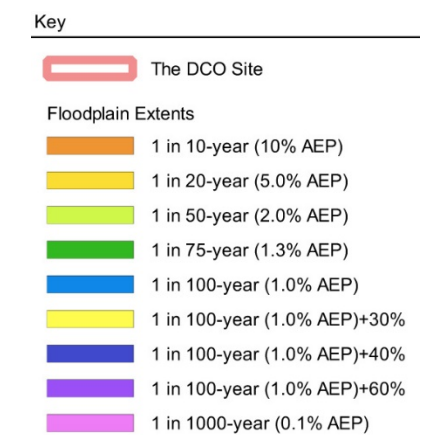 Key
The DCO Site
Floodplain Extents
1 in 10-year (10% AEP)
1 in 20-year (5.0% AEP)
1 in 50-year (2.0% AEP)
1 in 75-year (1.3% AEP)
1 in 100-year (1.0% AEP)
1 in 100-year (1.0% AEP)+30%
1 in 100-year (1.0% AEP)+40%
1 in 100-year (1.0% AEP)+60%
1 in 1000-year (0.1% AEP)